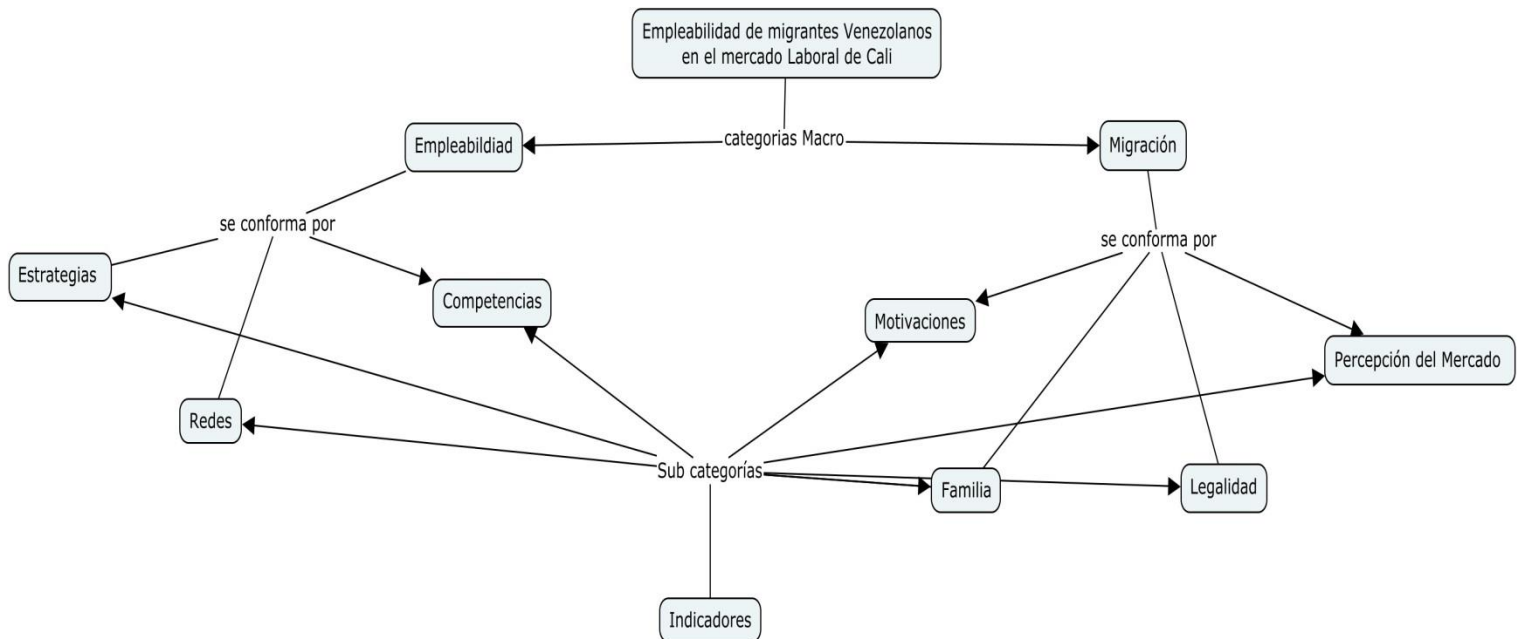 Empleabilidad de migrantes Venezolanos
en el mercado Laboral de Cali
categorias Macro
Empleabildiad
Migración
se conforma por
se conforma por
Estrategias
Competencias
Motivaciones
Percepción del Mercado
Redes
Sub categorías
Familia
Legalidad
Indicadores